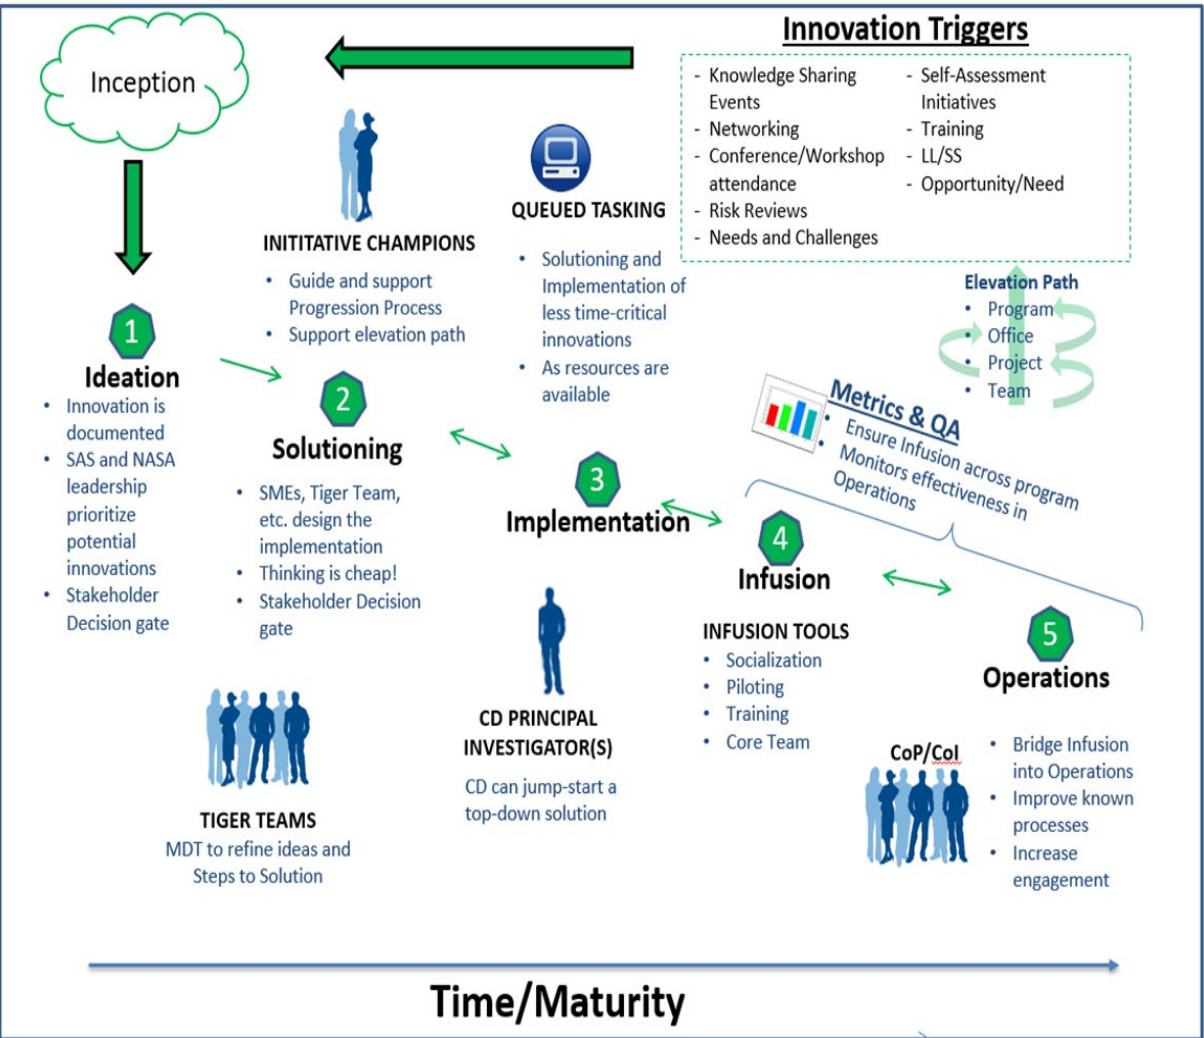 Innovation Triggers
- Knowledge Sharing
Events
- Networking
- Conference/Workshop
attendance
- Risk Reviews
- Needs and Challenges
- Self-Assessment
Initiatives
- Training
- LL/SS
- Opportunity/Need
Inception
INITITATIVE CHAMPIONS
• Guide and support
Progression Process
• Support elevation path
QUEUED TASKING
• Solutioning and
Implementation of
less time-critical
innovations
• As resources are
available
Elevation Path
• Program
• Office
• Project
• Team
1
Ideation
• Innovation is
documented
• SAS and NASA
leadership
prioritize
potential
innovations
• Stakeholder
Decision gate
2
Solutioning
• SMEs, Tiger Team,
etc. design the
implementation
• Thinking is cheap!
• Stakeholder Decision
gate
3
Implementation
Metrics & QA
• Ensure Infusion across program
• Monitors effectiveness in
Operations
4
Infusion
INFUSION TOOLS
• Socialization
• Piloting
• Training
• Core Team
5
Operations
• Bridge Infusion
into Operations
• Improve known
processes
• Increase
engagement
CoP/CoI
TIGER TEAMS
MDT to refine ideas and
Steps to Solution
CD PRINCIPAL
INVESTIGATOR(S)
CD can jump-start a
top-down solution
Time/Maturity